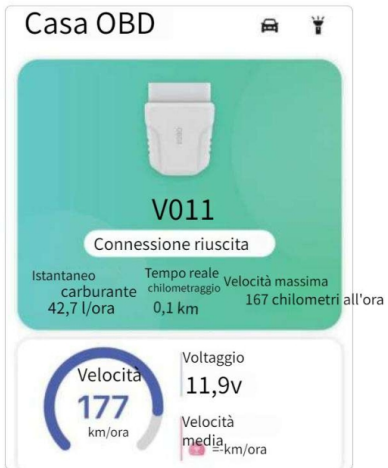 Casa OBD
V011
Connessione riuscita
Istantaneo
carburante
42,7 l/ora
Tempo reale
chilometraggio
0,1 km
Velocità massima
167 chilometri all'ora
Velocità
177
km/ora
Voltaggio
11,9v
Velocità
media
=-km/ora